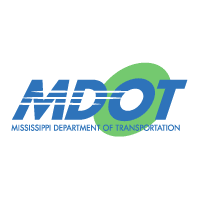 MDOT
MISSISSIPPI DEPARTMENT OF TRANSPORTATION